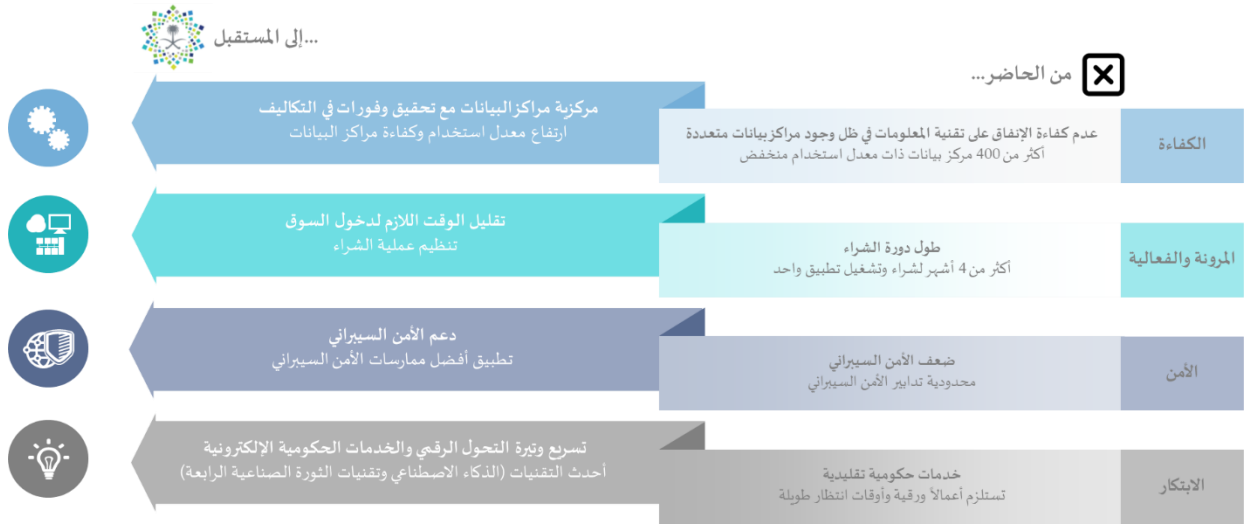 من الحاضر...
...إلى المستقبل
الكفاءة
عدم كفاءة الإنفاق على تقنية المعلومات في ظل وجود مراكز بيانات متعددة
أكثر من 400 مركز بيانات ذات معدل استخدام منخفض
مركزية مراكز البيانات مع تحقيق وفورات في التكاليف
ارتفاع معدل استخدام وكفاءة مراكز البيانات
المرونة والفعالية
طول دورة الشراء
أكثر من 4 أشهر لشراء وتشغيل تطبيق واحد
تقليل الوقت اللازم لدخول السوق
تنظيم عملية الشراء
الأمن
ضعف الأمن السيبراني
محدودية تدابير الأمن السيبراني
دعم الأمن السيبراني
تطبيق أفضل ممارسات الأمن السيبراني
الابتكار
خدمات حكومية تقليدية
تستلزم أعمالاً ورقية وأوقات انتظار طويلة
تسريع وتيرة التحول الرقمي والخدمات الحكومية الإلكترونية
أحدث التقنيات (الذكاء الاصطناعي وتقنيات الثورة الصناعية الرابعة)